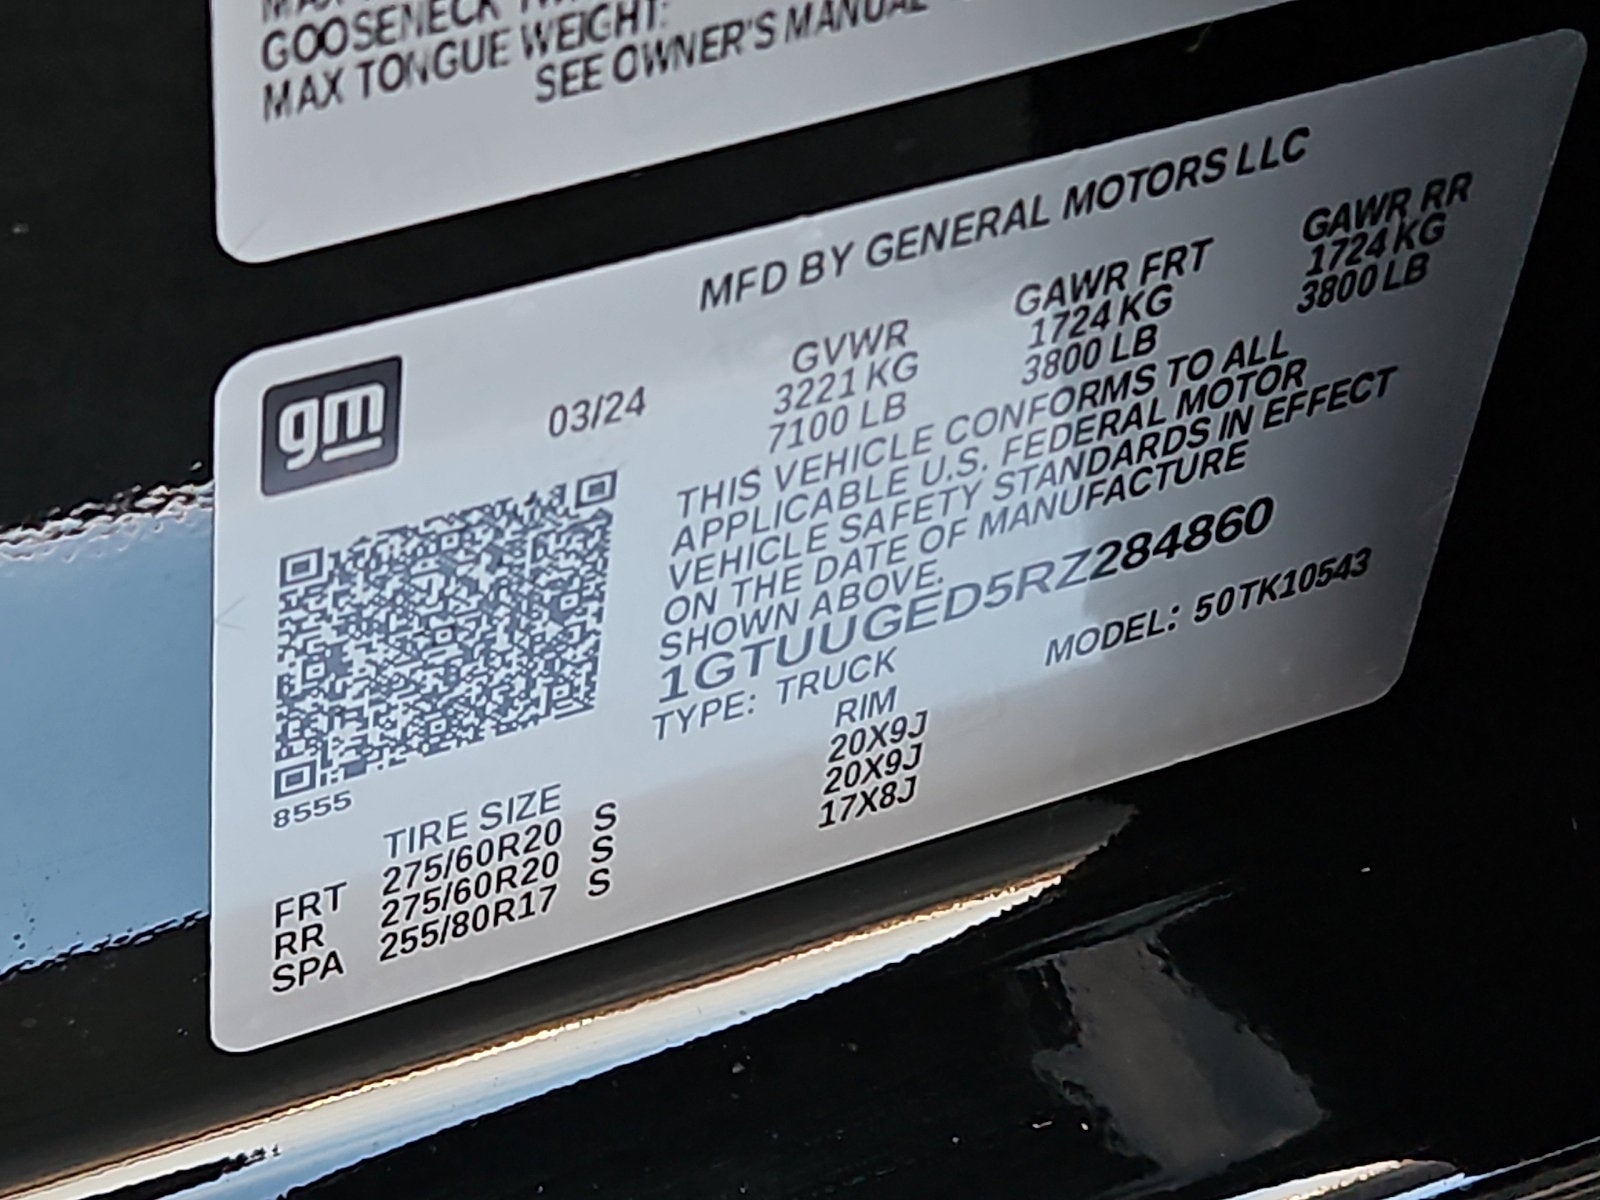 GOOSENECK
MAX TONGUE WEIGHT:
SEE OWNER'S MANUAL
MFD BY GENERAL MOTORS LLC
gm
03/24
GVWR GAWR FRT GAWR RR
3221 KG 1724 KG 1724 KG
7100 LB 3800 LB 3800 LB
THIS VEHICLE CONFORMS TO ALL
APPLICABLE U.S. FEDERAL MOTOR
VEHICLE SAFETY STANDARDS IN EFFECT
ON THE DATE OF MANUFACTURE
SHOWN ABOVE.
1GTUUGED5RZ284860
TYPE: TRUCK MODEL: 50TK10543
8555
TIRE SIZE RIM
FRT 275/60R20 S 20X9J
RR 275/60R20 S 20X9J
SPA 255/80R17 S 17X8J